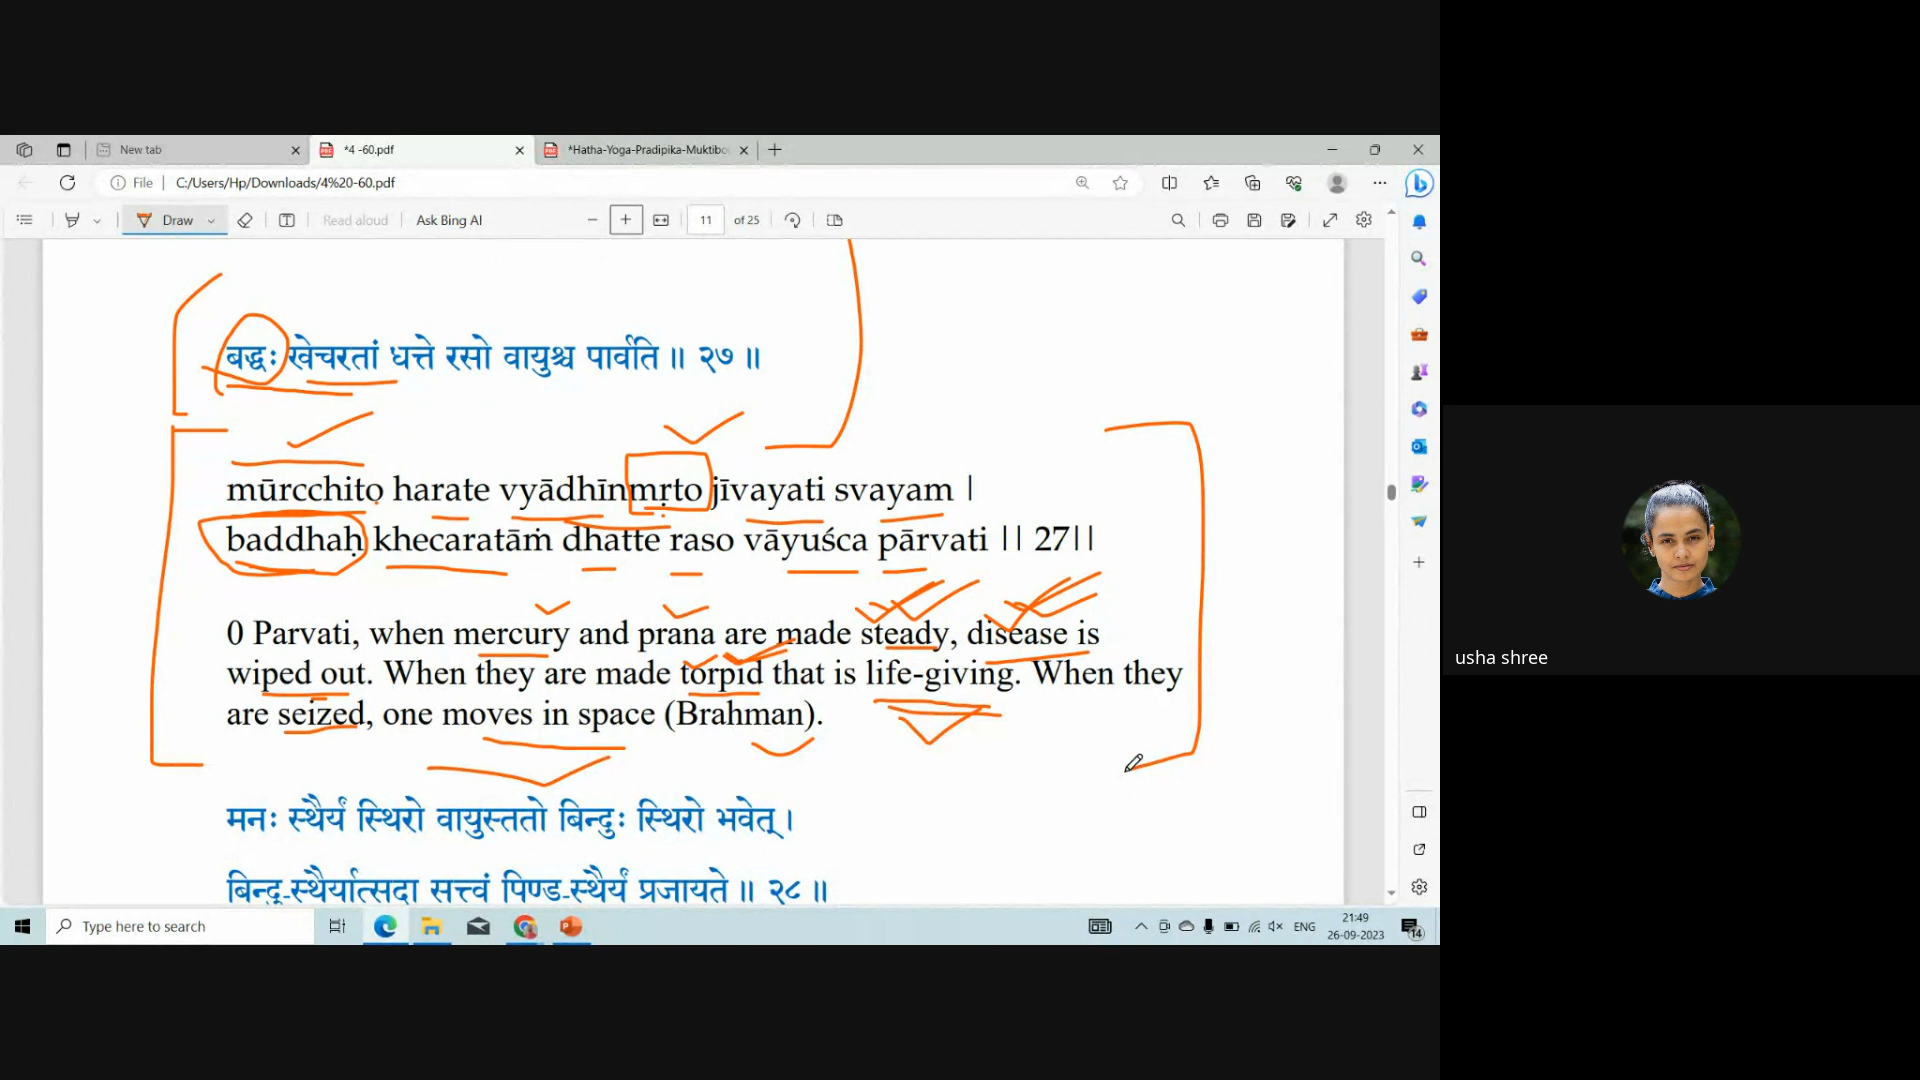 New tab
*4 -60.pdf
*Hatha-Yoga-Pradipika-Muktibo
File
C:/Users/Hp/Downloads/4%20-60.pdf
Draw
Read aloud
Ask Bing AI
11 of 25
बद्धः खेचरतां धत्ते रसो वायुश्च पार्वति ॥ २७ ॥
mūrcchito harate vyādhīnmṛto jīvayati svayam |
baddhaḥ khecaratāṁ dhatte raso vāyuśca pārvati || 27||
0 Parvati, when mercury and prana are made steady, disease is
wiped out. When they are made torpid that is life-giving. When they
are seized, one moves in space (Brahman).
मनः स्थैर्यं स्थिरो वायुस्ततो बिन्दुः स्थिरो भवेत् ।
बिन्दु-स्थैर्यात्सदा सत्त्वं पिण्ड-स्थैर्यं प्रजायते ॥ २८ ॥
usha shree
Type here to search
ENG
21:49
26-09-2023
14